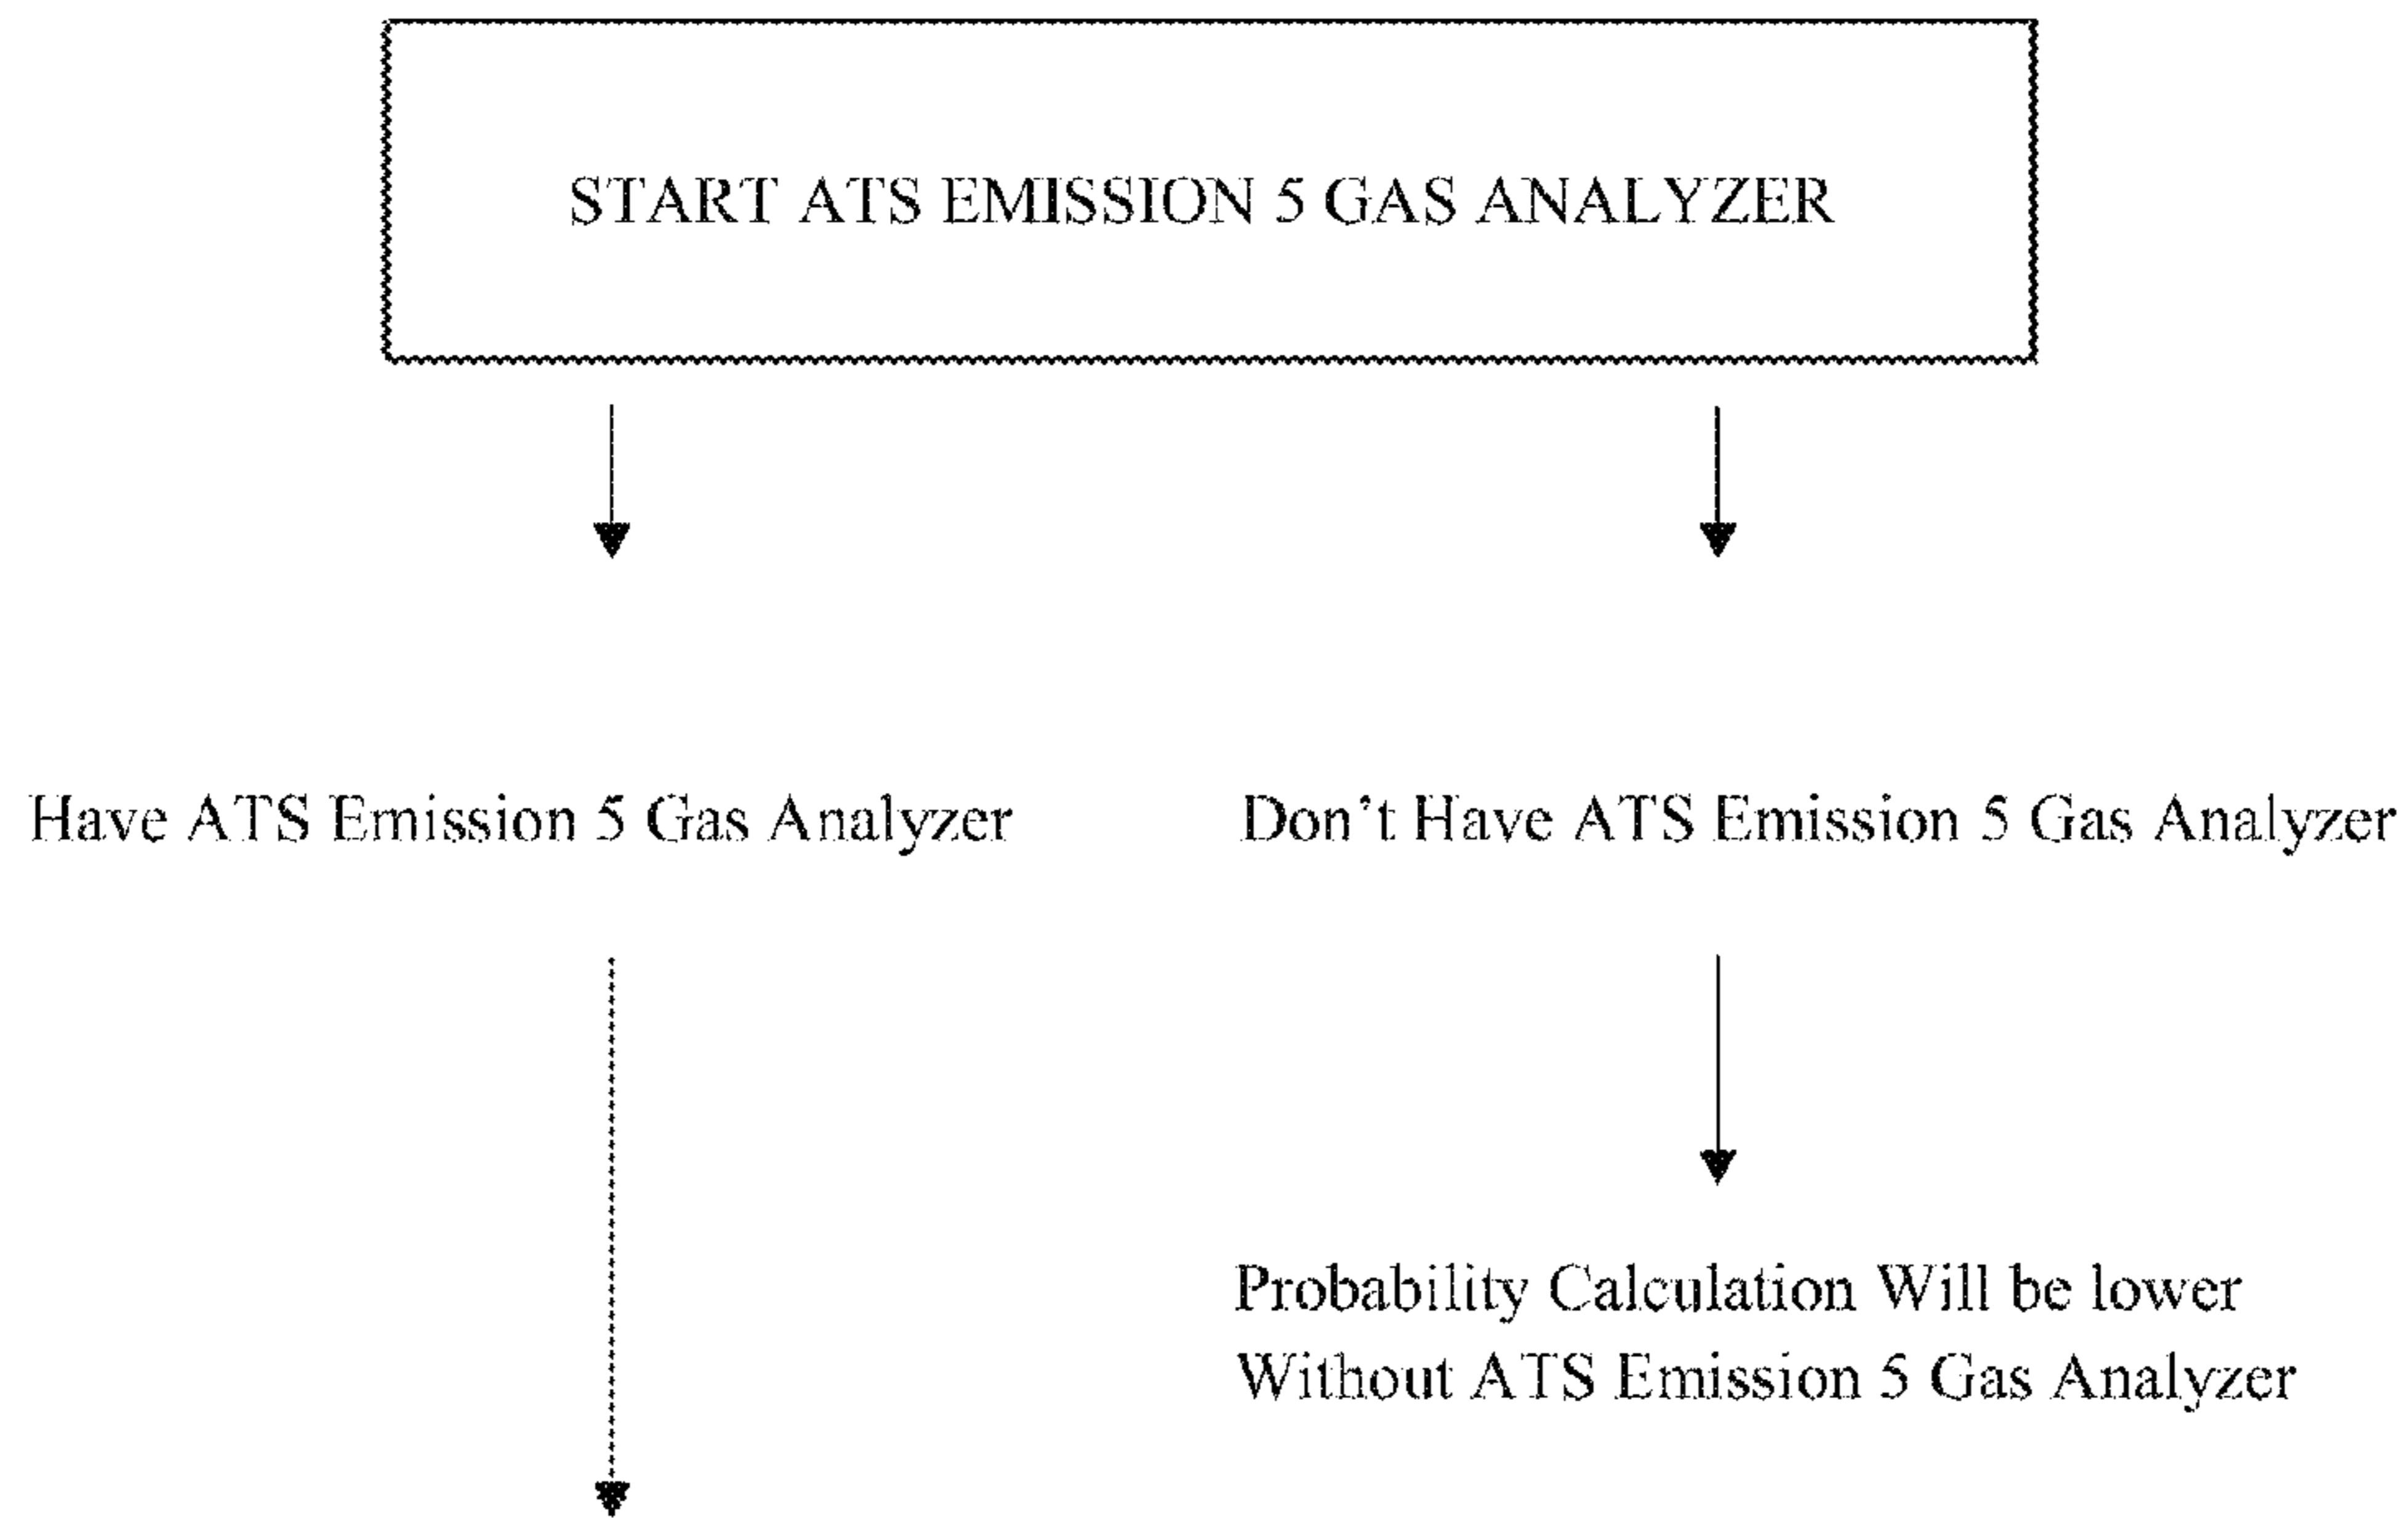 START ATS EMISSION 5 GAS ANALYZER
Have ATS Emission 5 Gas Analyzer
Don't Have ATS Emission 5 Gas Analyzer
Probability Calculation Will be lower
Without ATS Emission 5 Gas Analyzer